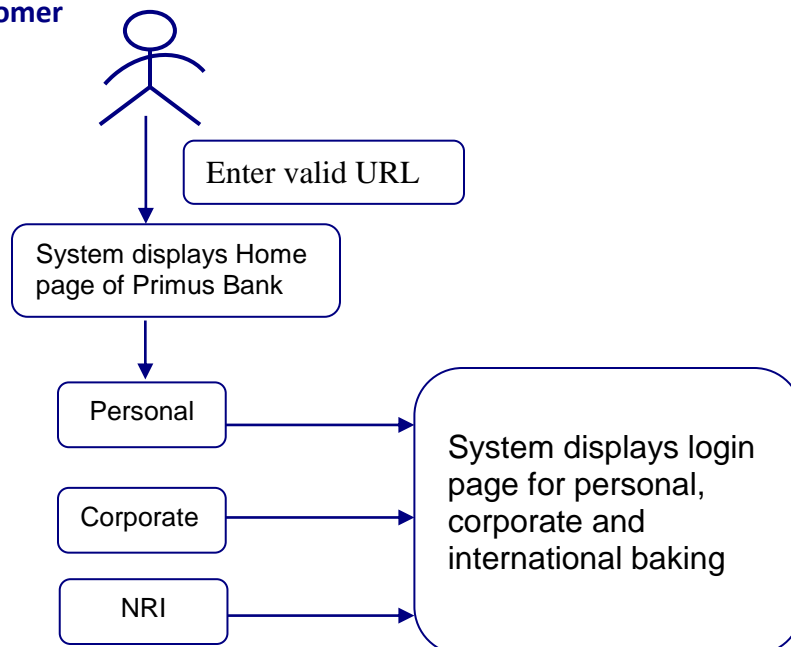 omer
Enter valid URL
System displays Home
page of Primus Bank
Personal
Corporate
NRI
System displays login
page for personal,
corporate and
international baking